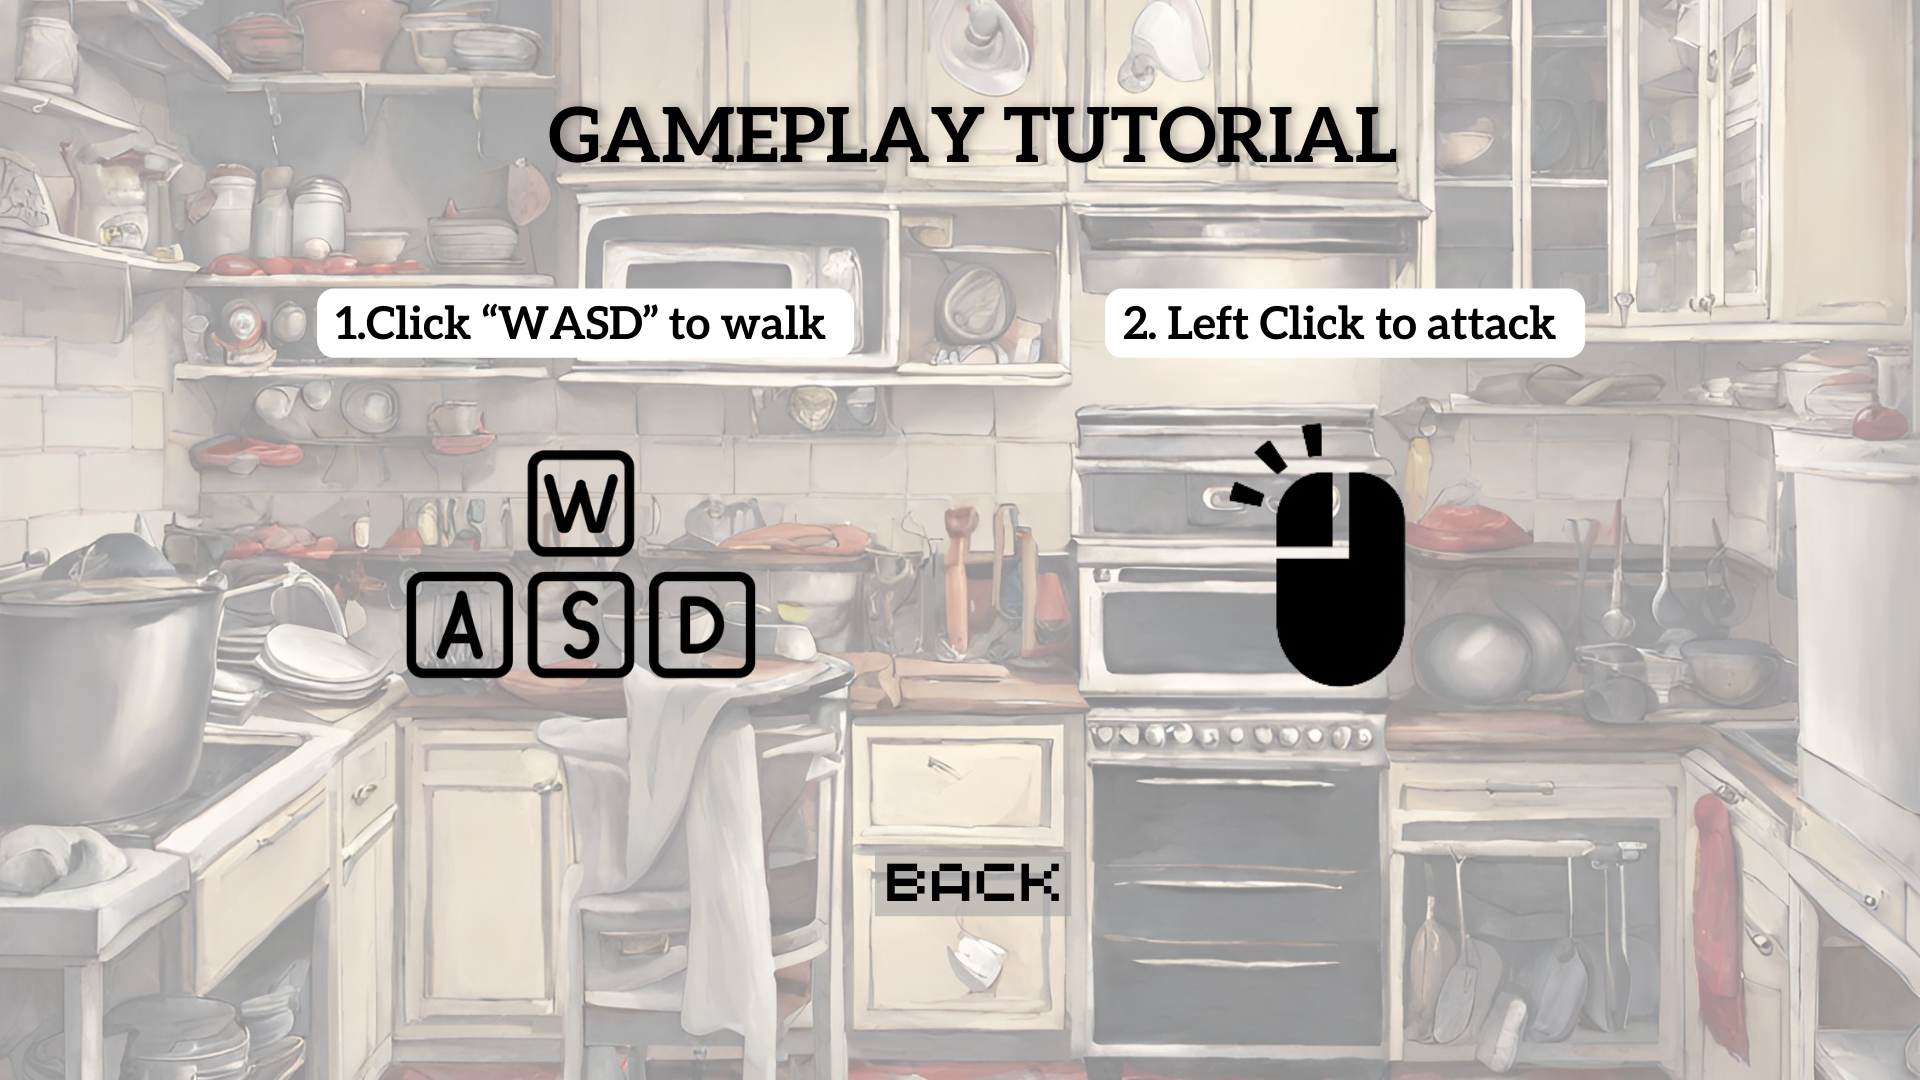 GAMEPLAY TUTORIAL
1.Click “WASD” to walk
2. Left Click to attack
W
A S D
BACK